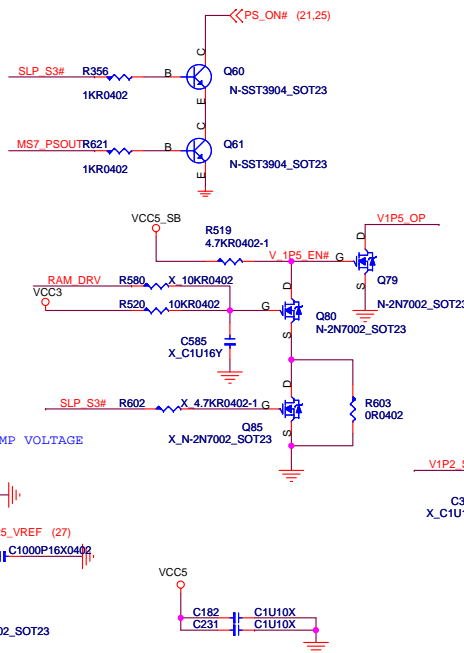 PS_ON# (21,25)
C
SLP_S3# R356 B Q60
1KR0402 E N-SST3904_SOT23
C
MS7_PSOUT R621 B Q61
1KR0402 E N-SST3904_SOT23
VCC5_SB
R519
4.7KR0402-1
V1P5_OP
V_1P5_EN# G D
S Q79
N-2N7002_SOT23
RAM_DRV R580 X_10KR0402
VCC3
R520 10KR0402 G D
S Q80
N-2N7002_SOT23
C585
X_C1U16Y
SLP_S3# R602 X_4.7KR0402-1 G D
S
Q85
X_N-2N7002_SOT23
R603
0R0402
MP VOLTAGE
V1P2_S
C3
X_C1U1
5_VREF (27)
C1000P16X0402
VCC5
C182 C1U10X
C231 C1U10X
02_SOT23